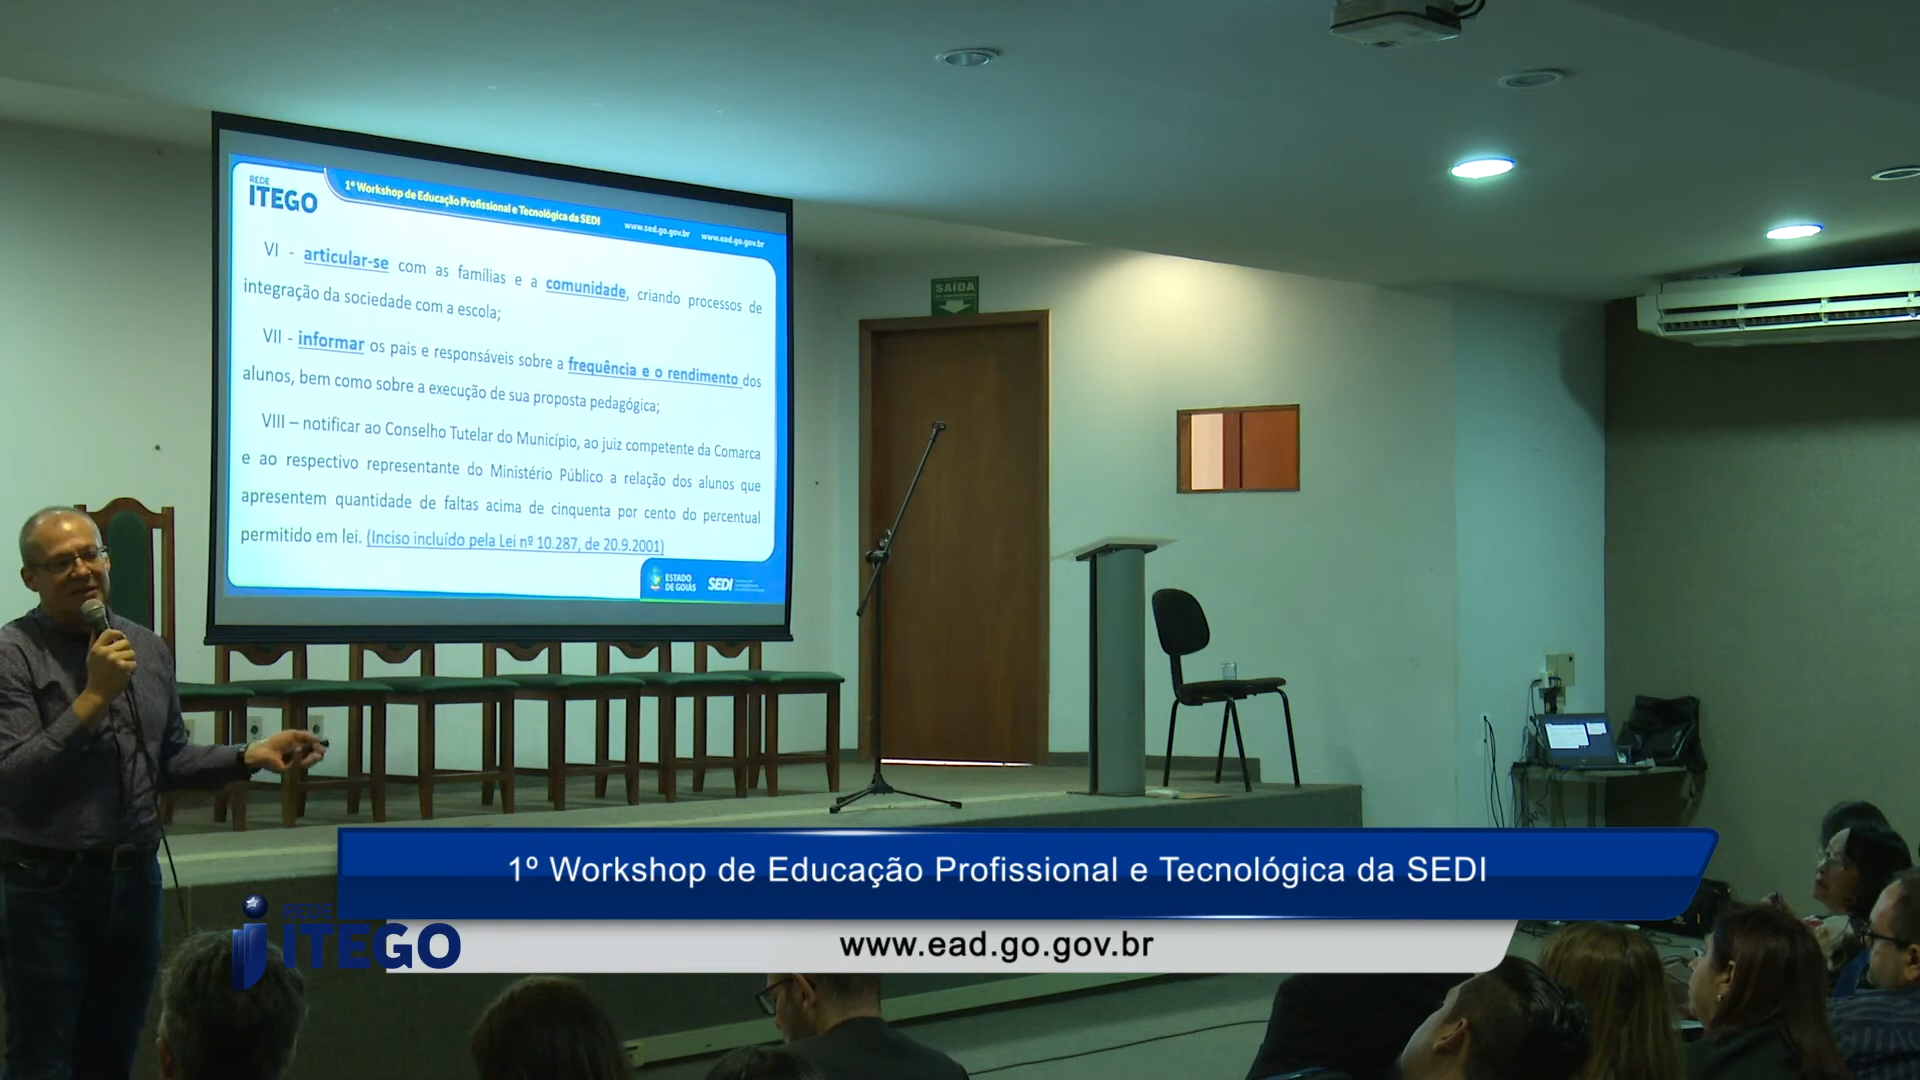 REDE
ITEGO
1º Workshop de Educação Profissional e Tecnológica da SEDI
www.sed.go.gov.br www.ead.go.gov.br
VI - articular-se com as famílias e a comunidade, criando processos de
integração da sociedade com a escola;
VII - informar os pais e responsáveis sobre a frequência e o rendimento dos
alunos, bem como sobre a execução de sua proposta pedagógica;
VIII – notificar ao Conselho Tutelar do Município, ao juiz competente da Comarca
e ao respectivo representante do Ministério Público a relação dos alunos que
apresentem quantidade de faltas acima de cinquenta por cento do percentual
permitido em lei. (Inciso incluído pela Lei nº 10.287, de 20.9.2001)
ESTADO
DE GOIÁS
SEDI
SAÍDA
1º Workshop de Educação Profissional e Tecnológica da SEDI
REDE
ITEGO
www.ead.go.gov.br